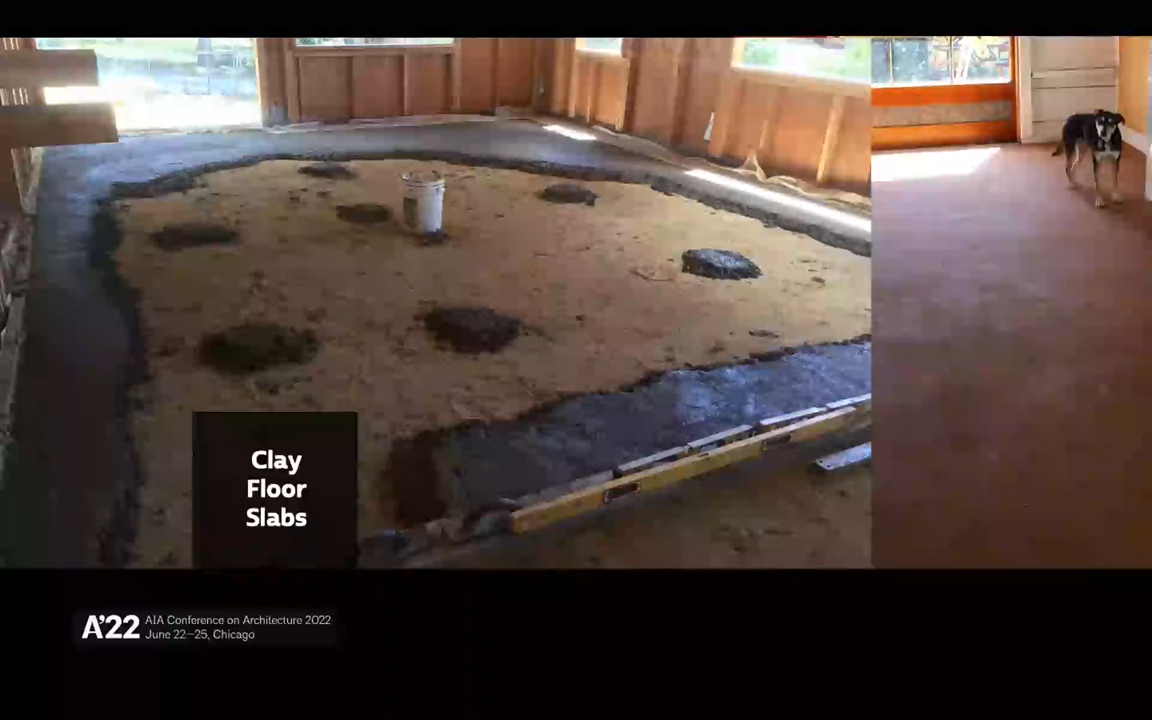 Clay
Floor
Slabs
A'22
AIA Conference on Architecture 2022
June 22–25, Chicago